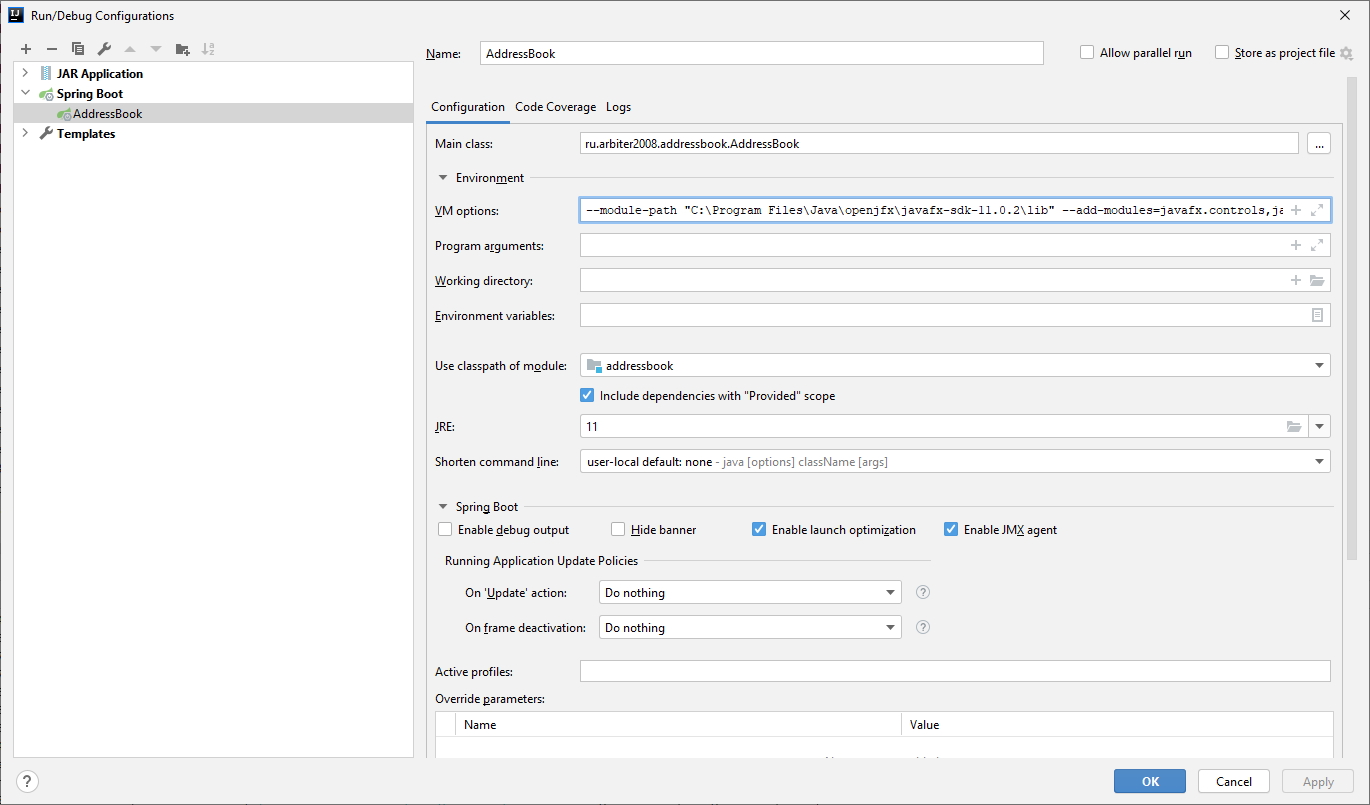 Run/Debug Configurations
JAR Application
Spring Boot
AddressBook
Templates
Name: AddressBook
Allow parallel run
Store as project file
Configuration Code Coverage Logs
Main class: ru.arbiter2008.addressbook.AddressBook ...
Environment
VM options: --module-path "C:\Program Files\Java\openjfx\javafx-sdk-11.0.2\lib" --add-modules=javafx.controls,ja
Program arguments:
Working directory:
Environment variables:
Use classpath of module: addressbook
Include dependencies with "Provided" scope
JRE: 11
Shorten command line: user-local default: none - java [options] className [args]
Spring Boot
Enable debug output Hide banner Enable launch optimization Enable JMX agent
Running Application Update Policies
On 'Update' action: Do nothing ?
On frame deactivation: Do nothing ?
Active profiles:
Override parameters:
Name Value
? OK Cancel Apply